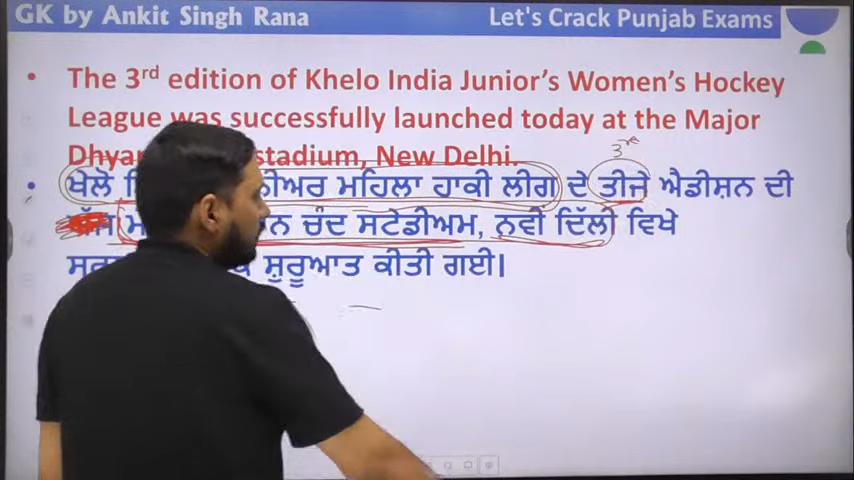 GK by Ankit Singh Rana
Let's Crack Punjab Exams
• The 3rd edition of Khelo India Junior's Women's Hockey
League was successfully launched today at the Major
stadium, New Delhi.
3rd
• ਖੇਲੋ ਮਹਿਲਾ ਹਾਕੀ ਲੀਗ ਦੇ ਤੀਜੇ ਐਡੀਸ਼ਨ ਦੀ
ਚੰਦ ਸਟੇਡੀਅਮ, ਨਵੀਂ ਦਿੱਲੀ ਵਿਖੇ
ਸ਼ੁਰੂਆਤ ਕੀਤੀ ਗਈ।